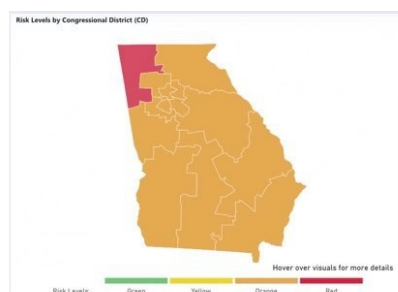 Risk Levels by Congressional District (CD)
Hover over visuals for more details
Risk Levels: Green Yellow Orange Red